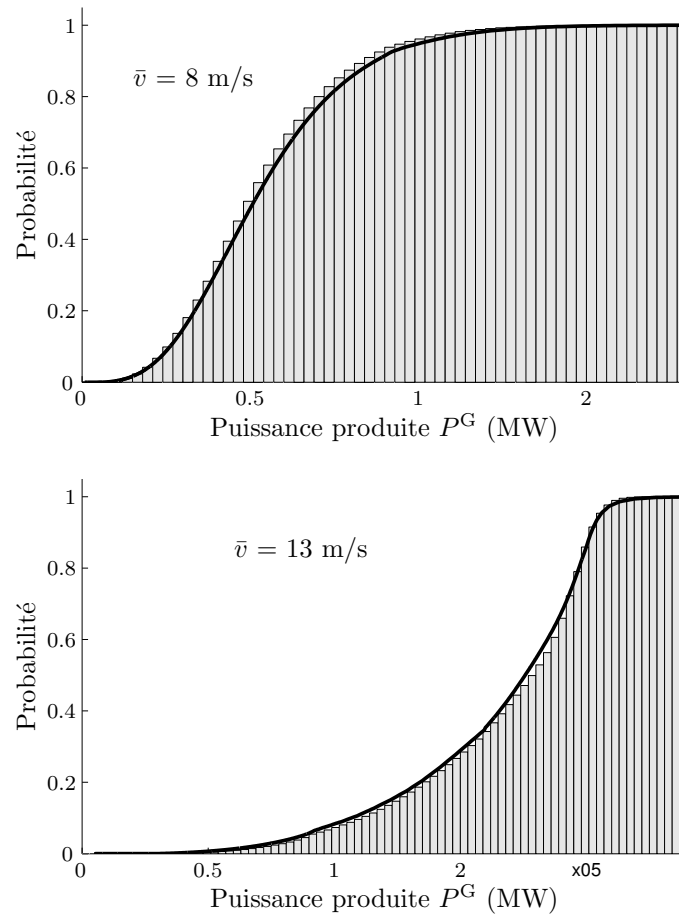 1
v̄ = 8 m/s
0.8
0.6
Probabilité
0.4
0.2
0
0 0.5 1 2
Puissance produite P^G (MW)
1
v̄ = 13 m/s
0.8
0.6
Probabilité
0.4
0.2
0
0 0.5 1 2 x05
Puissance produite P^G (MW)